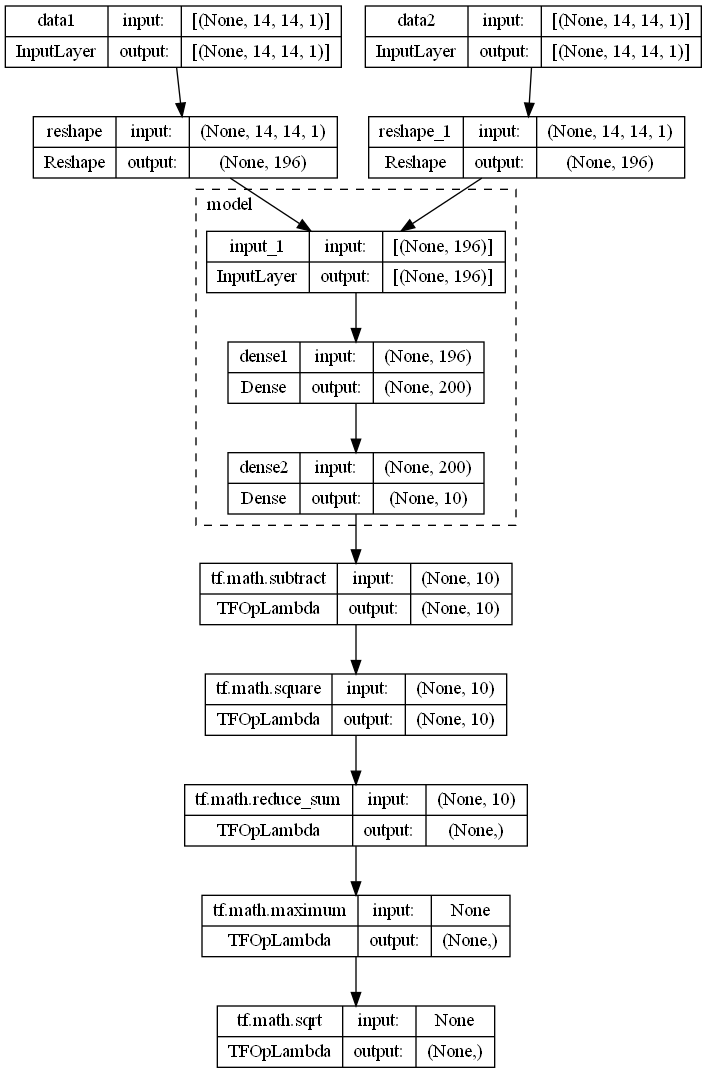 data1 input: [(None, 14, 14, 1)]
InputLayer output: [(None, 14, 14, 1)]
data2 input: [(None, 14, 14, 1)]
InputLayer output: [(None, 14, 14, 1)]
reshape input: (None, 14, 14, 1)
Reshape output: (None, 196)
reshape_1 input: (None, 14, 14, 1)
Reshape output: (None, 196)
model
input_1 input: [(None, 196)]
InputLayer output: [(None, 196)]
dense1 input: (None, 196)
Dense output: (None, 200)
dense2 input: (None, 200)
Dense output: (None, 10)
tf.math.subtract input: (None, 10)
TFOpLambda output: (None, 10)
tf.math.square input: (None, 10)
TFOpLambda output: (None, 10)
tf.math.reduce_sum input: (None, 10)
TFOpLambda output: (None,)
tf.math.maximum input: None
TFOpLambda output: (None,)
tf.math.sqrt input: None
TFOpLambda output: (None,)